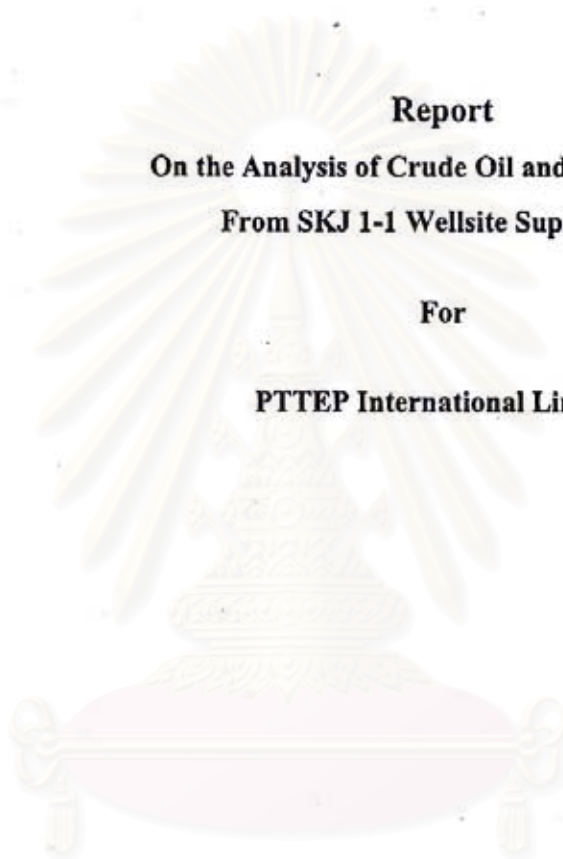 Report
On the Analysis of Crude Oil and
From SKJ 1-1 Wellsite Sup
For
PTTEP International Li